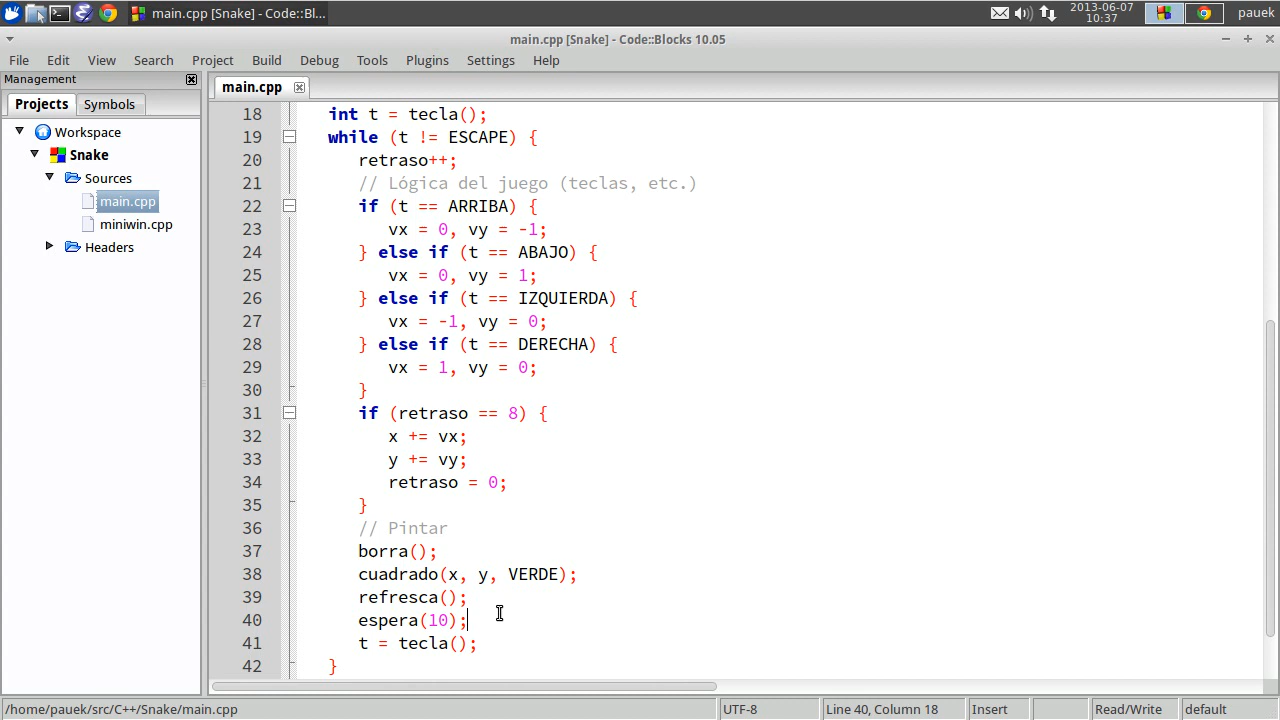 main.cpp [Snake] - Code::Bl...
2013-06-07
10:37
pauek
main.cpp [Snake] - Code::Blocks 10.05
File Edit View Search Project Build Debug Tools Plugins Settings Help
Management
Projects Symbols
Workspace
Snake
Sources
main.cpp
miniwin.cpp
Headers
main.cpp
18 int t = tecla();
19 while (t != ESCAPE) {
20 retraso++;
21 // Lógica del juego (teclas, etc.)
22 if (t == ARRIBA) {
23 vx = 0, vy = -1;
24 } else if (t == ABAJO) {
25 vx = 0, vy = 1;
26 } else if (t == IZQUIERDA) {
27 vx = -1, vy = 0;
28 } else if (t == DERECHA) {
29 vx = 1, vy = 0;
30 }
31 if (retraso == 8) {
32 x += vx;
33 y += vy;
34 retraso = 0;
35 }
36 // Pintar
37 borra();
38 cuadrado(x, y, VERDE);
39 refresca();
40 espera(10);
41 t = tecla();
42 }
/home/pauek/src/C++/Snake/main.cpp UTF-8 Line 40, Column 18 Insert Read/Write default